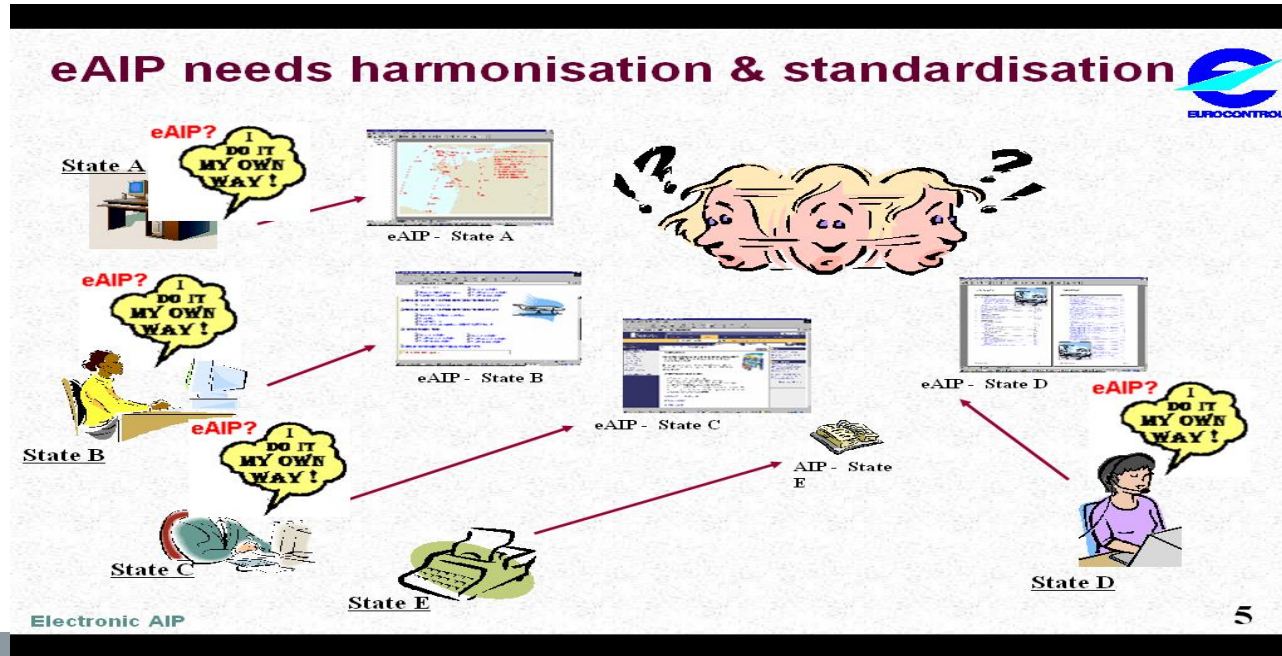 eAIP needs harmonisation & standardisation
EUROCONTROL
eAIP?
I
DO IT
MY OWN
WAY !
State A
eAIP - State A
!?
?!
eAIP?
I
DO IT
MY OWN
WAY !
State B
eAIP - State B
eAIP?
I
DO IT
MY OWN
WAY !
State C
eAIP - State C
State E
AIP - State
E
eAIP - State D
eAIP?
I
DO IT
MY OWN
WAY !
State D
Electronic AIP
5